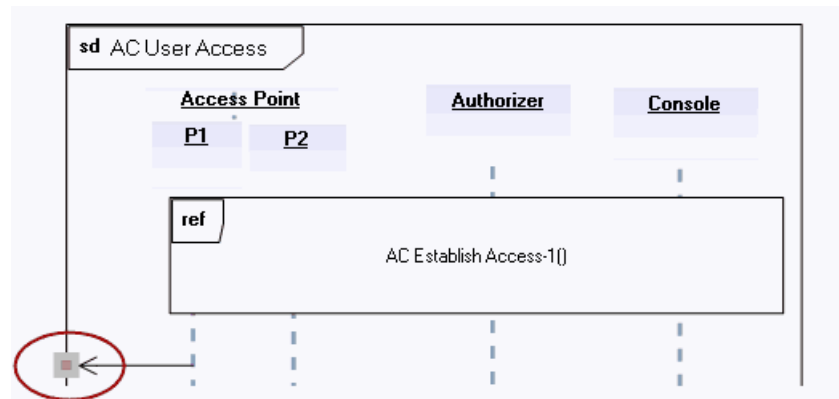 sd AC User Access
Access Point
Authorizer
Console
P1
P2
ref
AC Establish Access-1()